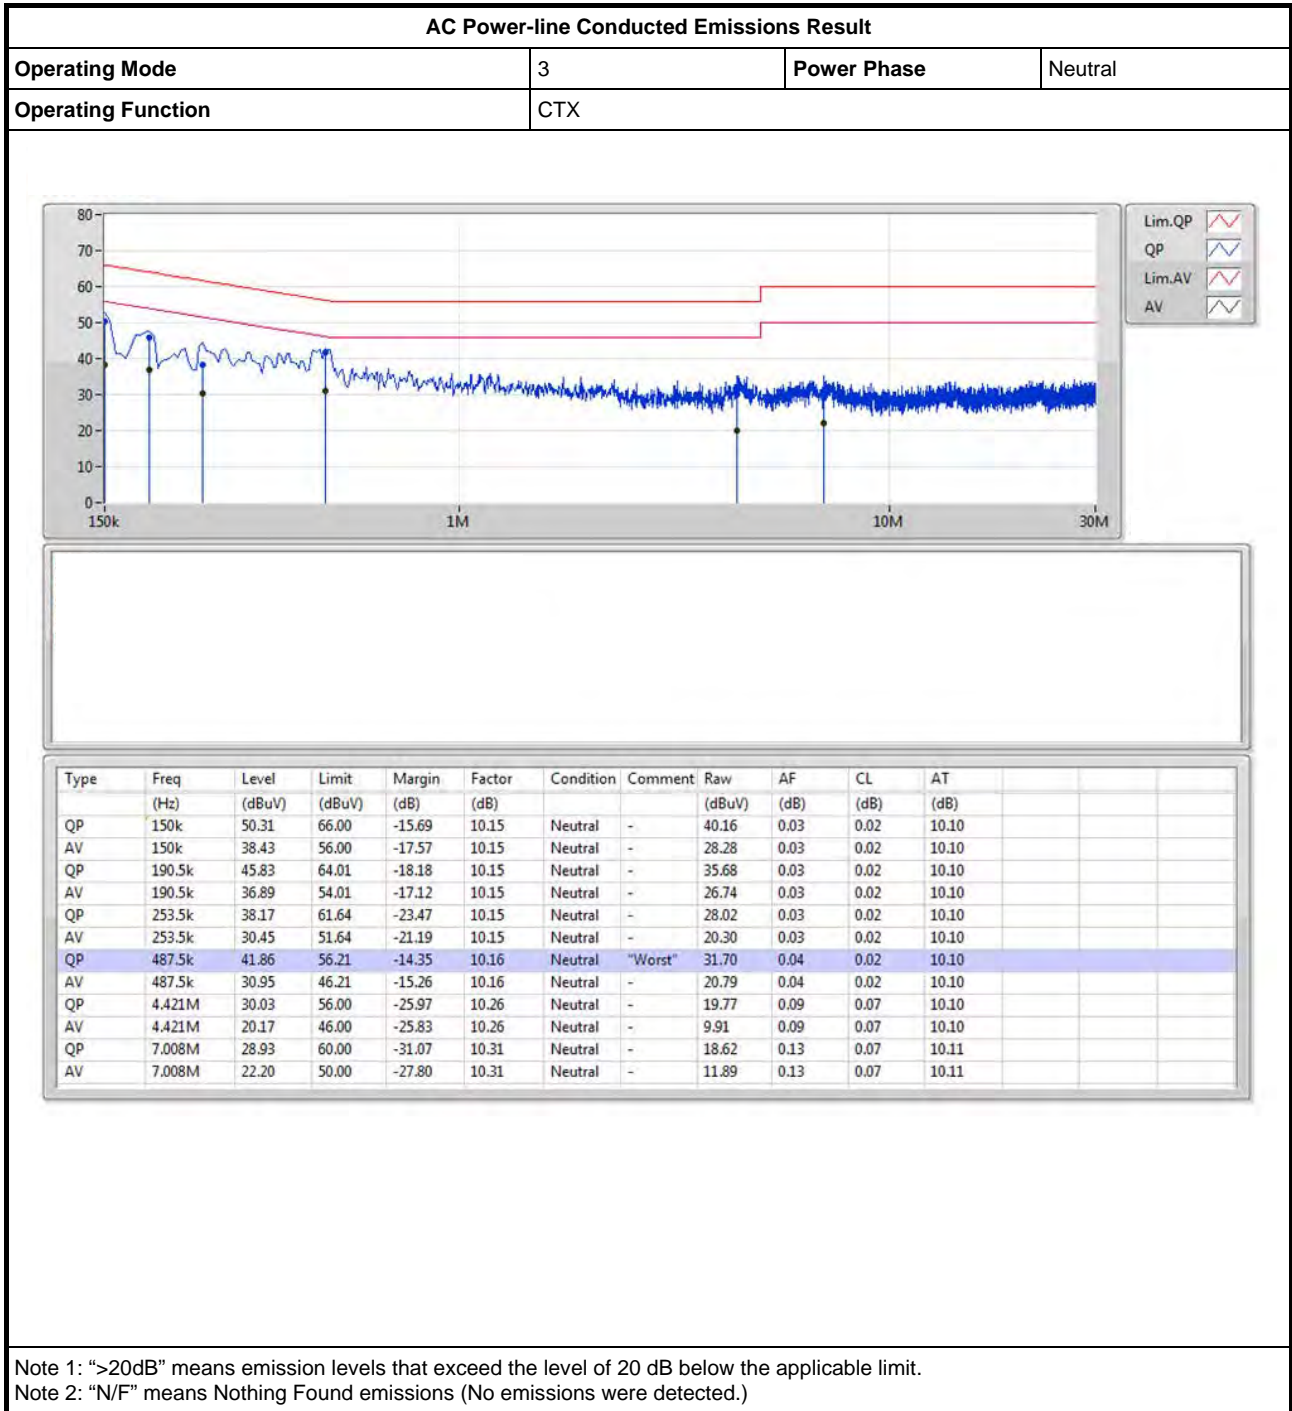 AC Power-line Conducted Emissions Result
Operating Mode 3 Power Phase Neutral
Operating Function CTX
80
70
60
50
40
30
20
10
0
150k 1M 10M 30M
Lim.QP
QP
Lim.AV
AV
Type Freq Level Limit Margin Factor Condition Comment Raw AF CL AT
(Hz) (dBuV) (dBuV) (dB) (dB) (dBuV) (dB) (dB) (dB)
QP 150k 50.31 66.00 -15.69 10.15 Neutral - 40.16 0.03 0.02 10.10
AV 150k 38.43 56.00 -17.57 10.15 Neutral - 28.28 0.03 0.02 10.10
QP 190.5k 45.83 64.01 -18.18 10.15 Neutral - 35.68 0.03 0.02 10.10
AV 190.5k 36.89 54.01 -17.12 10.15 Neutral - 26.74 0.03 0.02 10.10
QP 253.5k 38.17 61.64 -23.47 10.15 Neutral - 28.02 0.03 0.02 10.10
AV 253.5k 30.45 51.64 -21.19 10.15 Neutral - 20.30 0.03 0.02 10.10
QP 487.5k 41.86 56.21 -14.35 10.16 Neutral "Worst" 31.70 0.04 0.02 10.10
AV 487.5k 30.95 46.21 -15.26 10.16 Neutral - 20.79 0.04 0.02 10.10
QP 4.421M 30.03 56.00 -25.97 10.26 Neutral - 19.77 0.09 0.07 10.10
AV 4.421M 20.17 46.00 -25.83 10.26 Neutral - 9.91 0.09 0.07 10.10
QP 7.008M 28.93 60.00 -31.07 10.31 Neutral - 18.62 0.13 0.07 10.11
AV 7.008M 22.20 50.00 -27.80 10.31 Neutral - 11.89 0.13 0.07 10.11
Note 1: “>20dB” means emission levels that exceed the level of 20 dB below the applicable limit.
Note 2: “N/F” means Nothing Found emissions (No emissions were detected.)